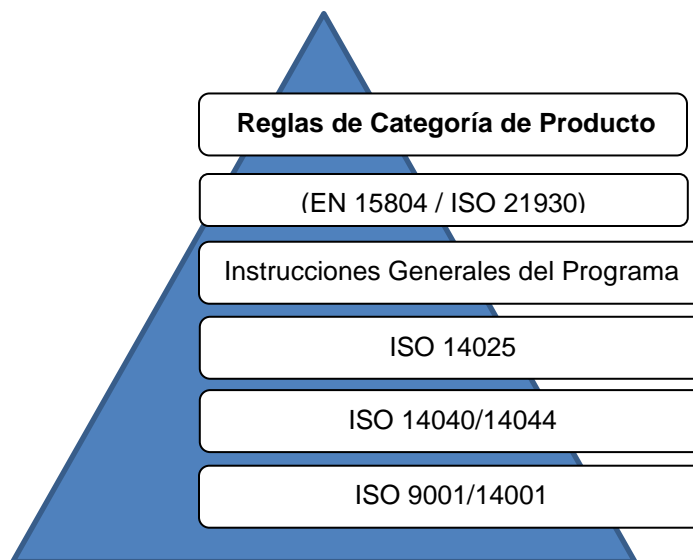 Reglas de Categoría de Producto
(EN 15804 / ISO 21930)
Instrucciones Generales del Programa
ISO 14025
ISO 14040/14044
ISO 9001/14001